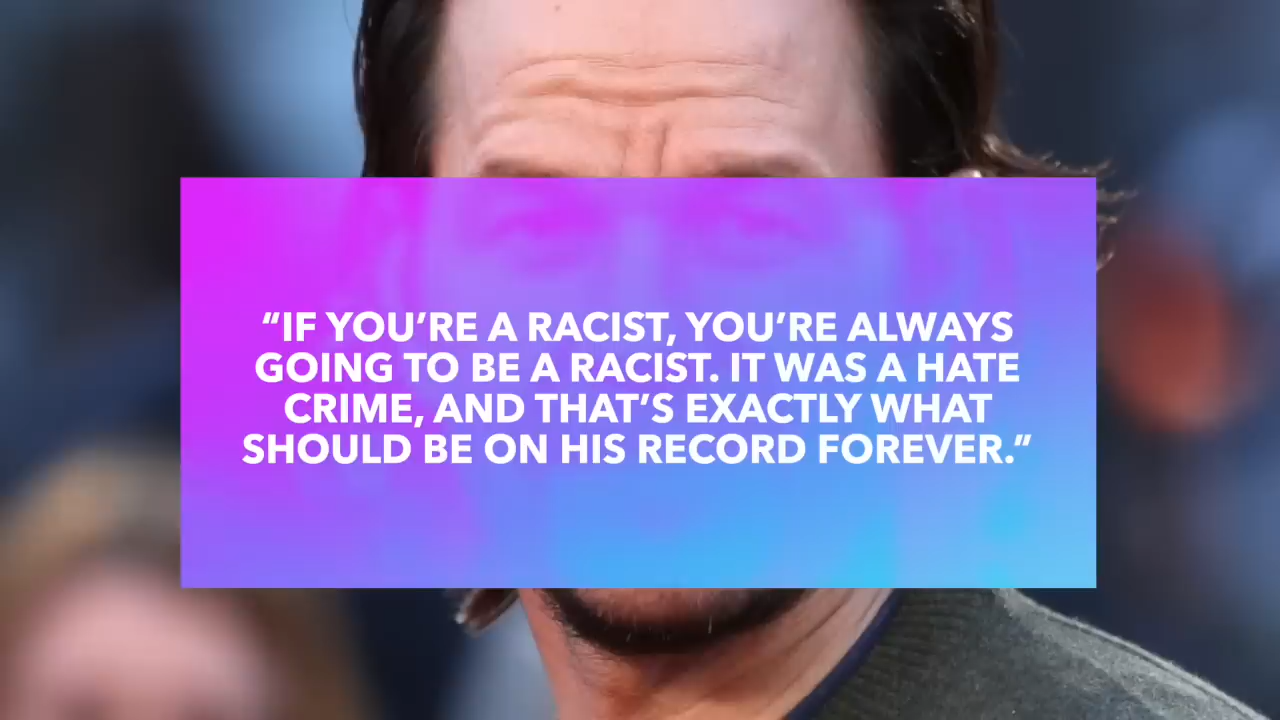 “IF YOU’RE A RACIST, YOU’RE ALWAYS
GOING TO BE A RACIST. IT WAS A HATE
CRIME, AND THAT’S EXACTLY WHAT
SHOULD BE ON HIS RECORD FOREVER.”